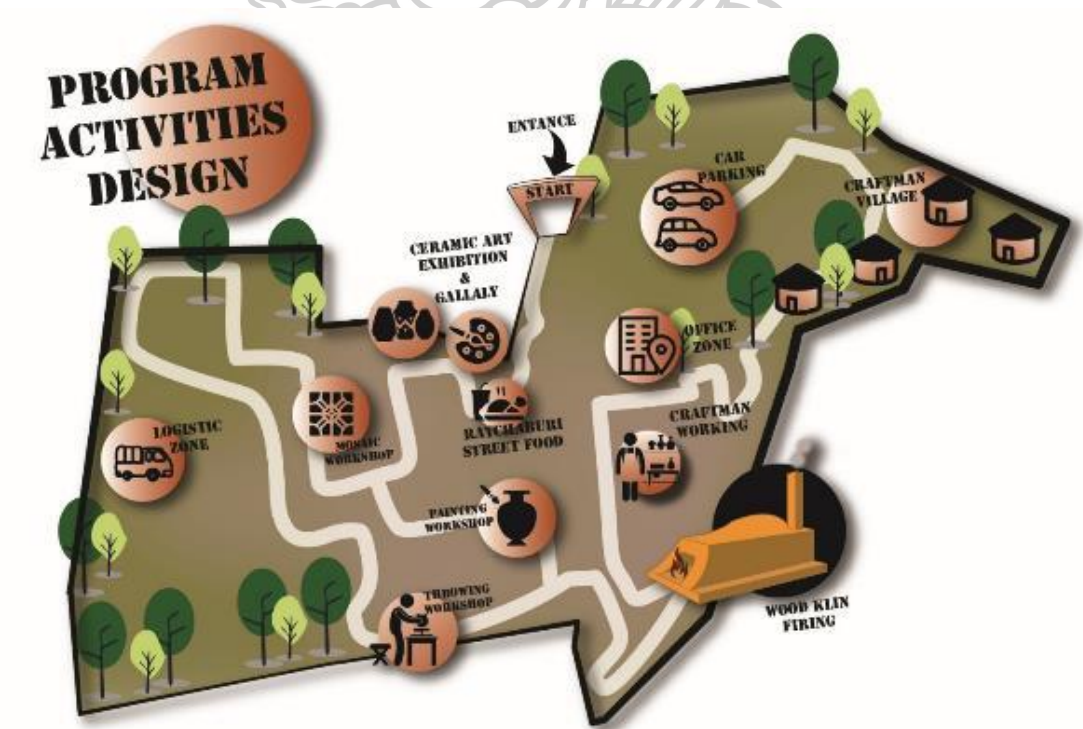 PROGRAM
ACTIVITIES
DESIGN
ENTANCE
START
CAR
PARKING
CRAFTMAN
VILLAGE
CERAMIC ART
EXHIBITION
&
GALLALY
OFFICE
ZONE
RATCHABURI
STREET FOOD
CRAFTMAN
WORKING
LOGISTIC
ZONE
MOSAIC
WORKSHOP
PAINTING
WORKSHOP
THROWING
WORKSHOP
WOOD KLIN
FIRING